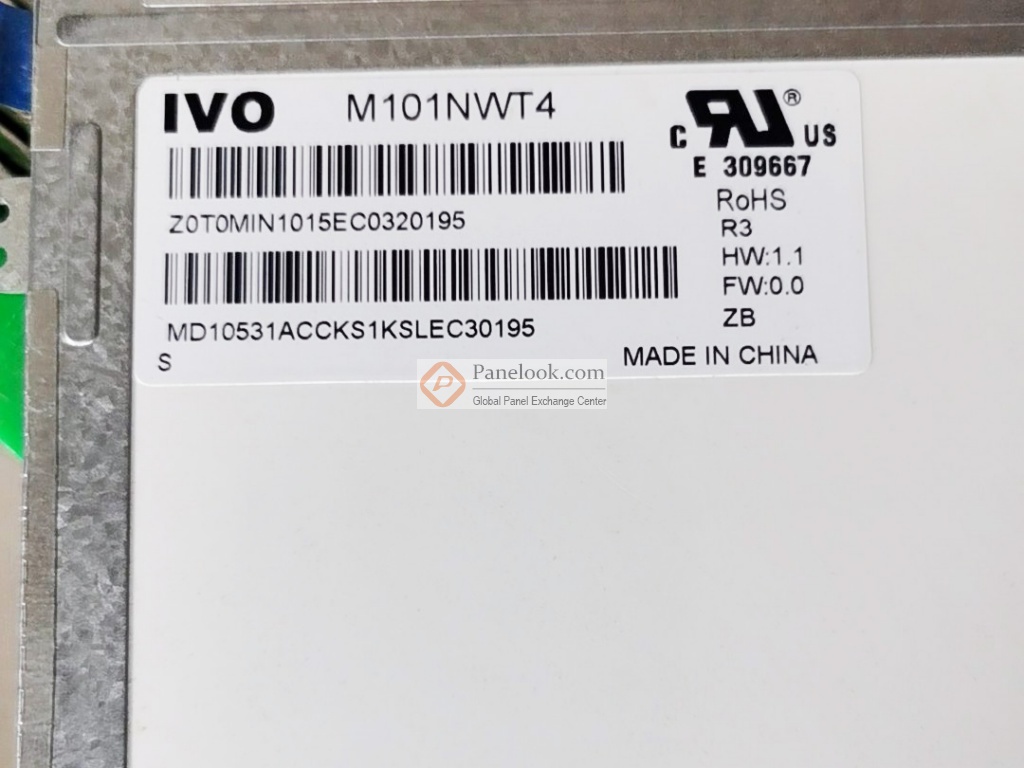 IVO M101NWT4
Z0T0MIN1015EC0320195
MD10531ACCKS1KSLEC30195
S
C RU ® US
E 309667
RoHS
R3
HW:1.1
FW:0.0
ZB
MADE IN CHINA
P Panelook.com
Global Panel Exchange Center